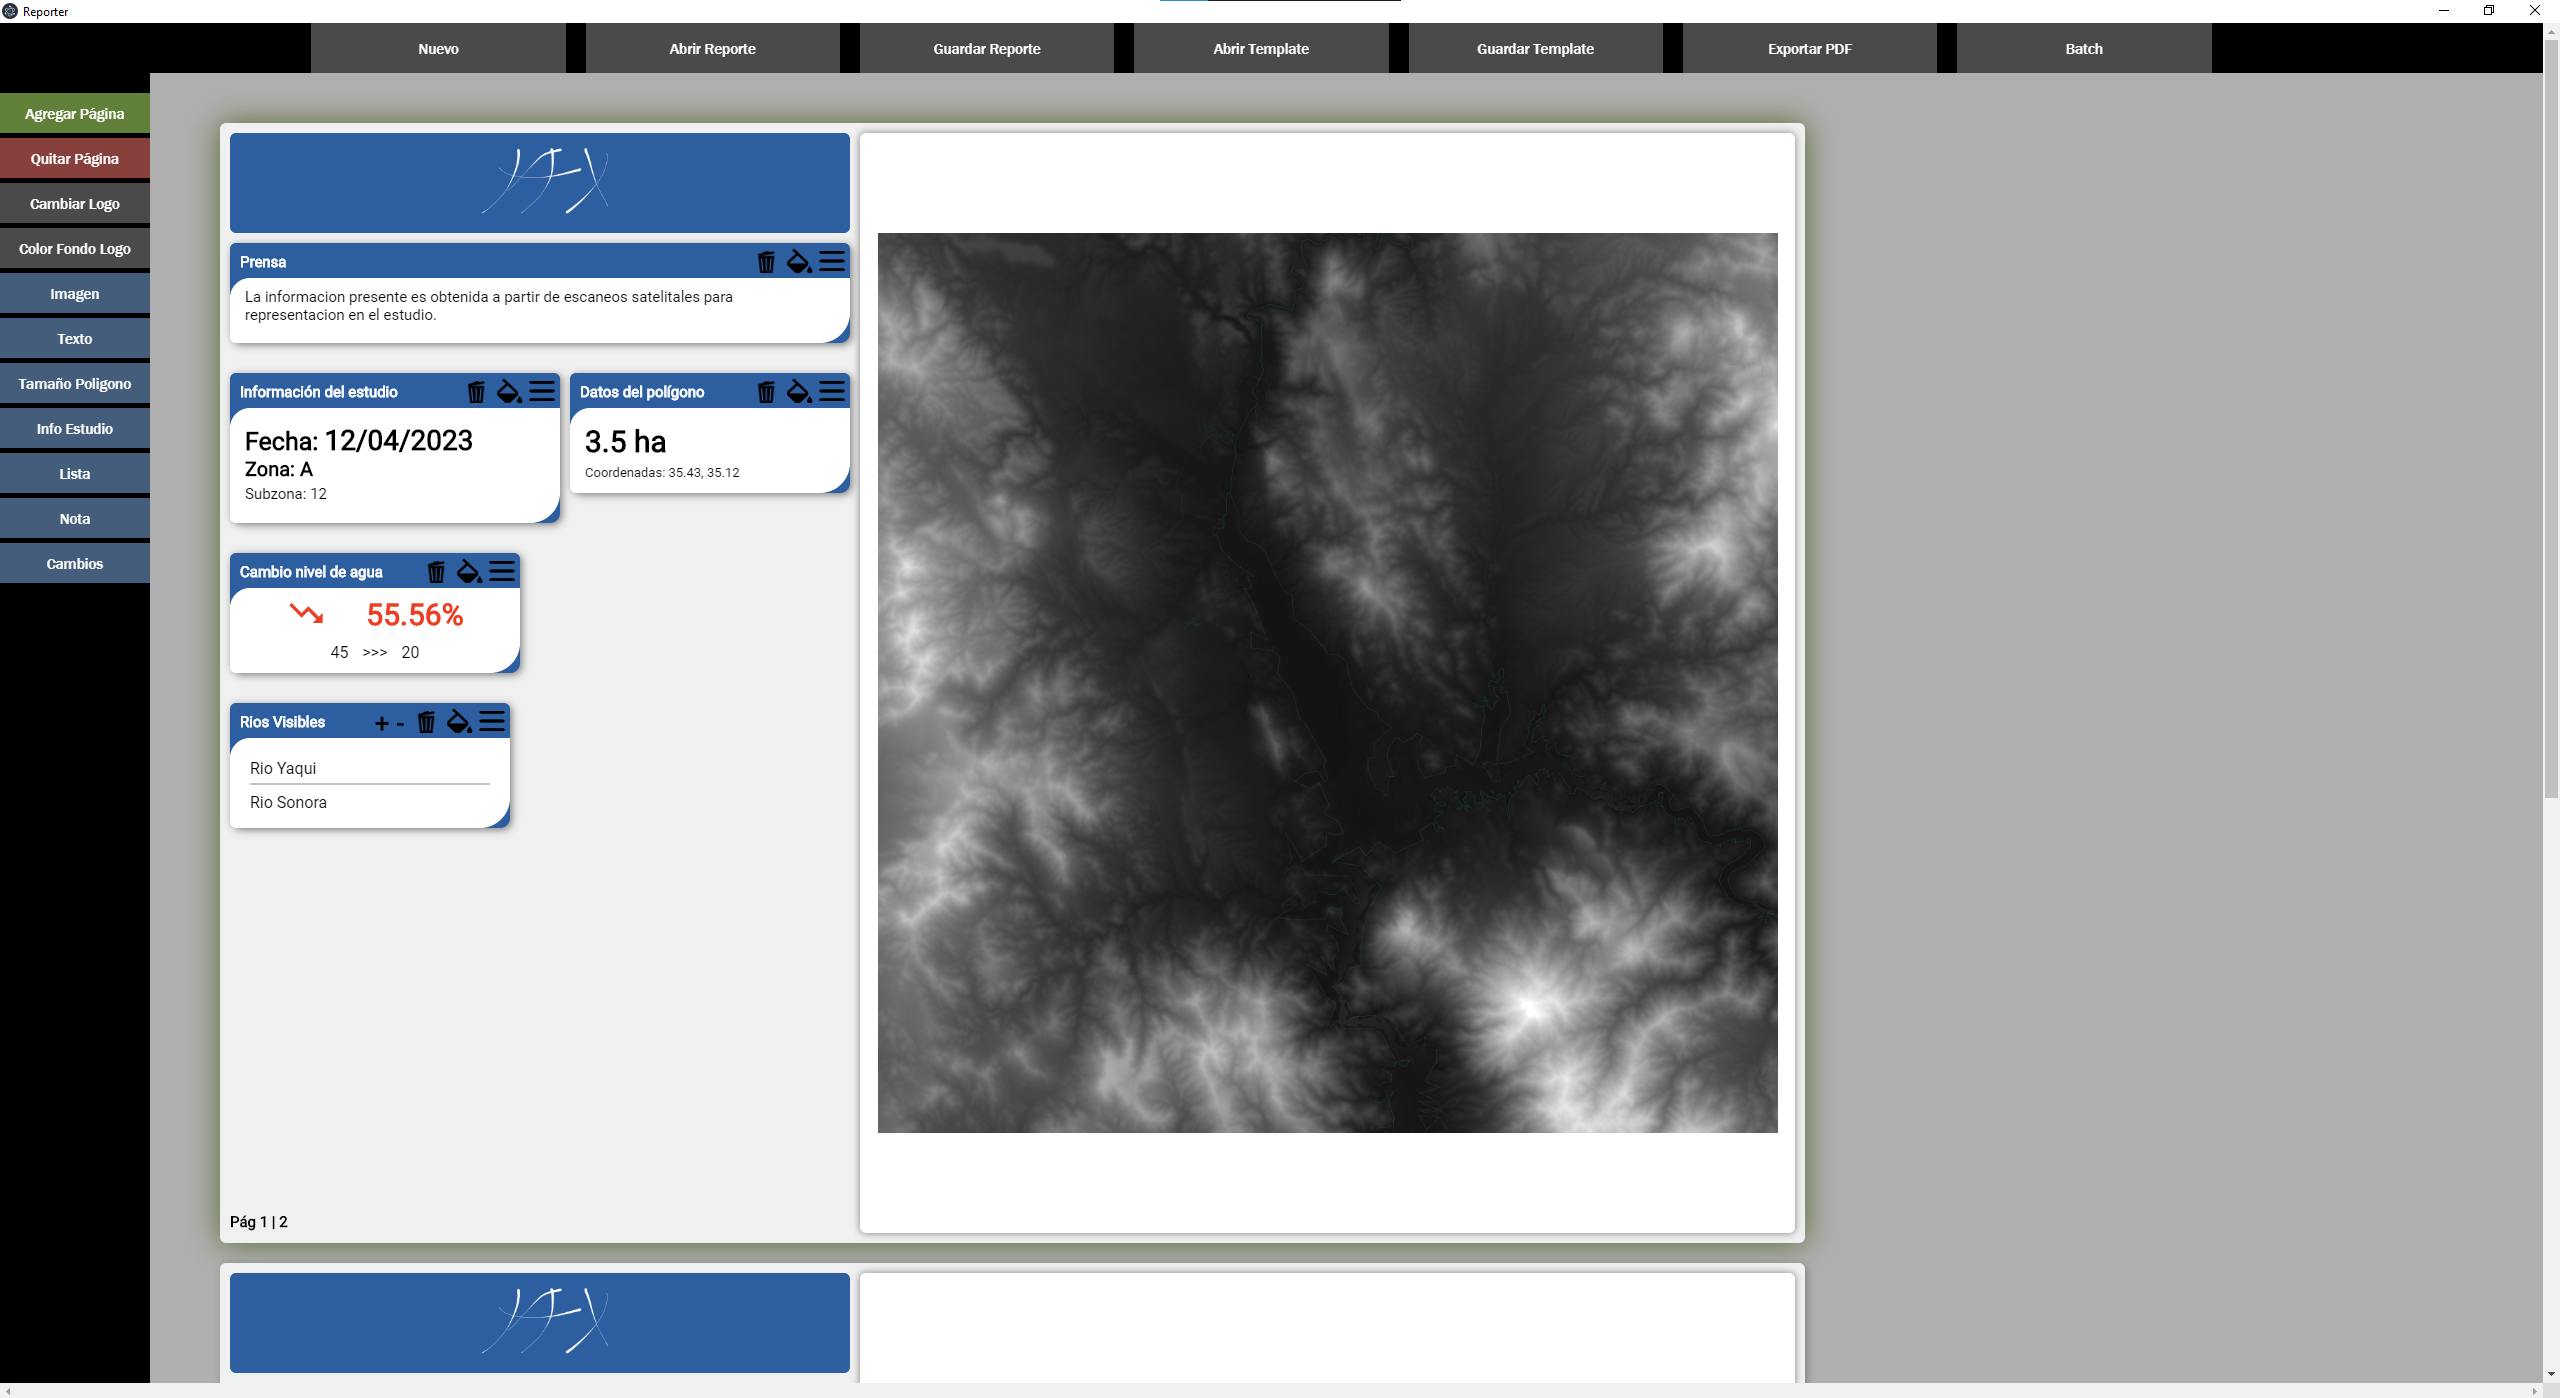 Reporter
Nuevo
Abrir Reporte
Guardar Reporte
Abrir Template
Guardar Template
Exportar PDF
Batch
Agregar Página
Quitar Página
Cambiar Logo
Color Fondo Logo
Imagen
Texto
Tamaño Poligono
Info Estudio
Lista
Nota
Cambios
Prensa
La informacion presente es obtenida a partir de escaneos satelitales para
representacion en el estudio.
Información del estudio
Fecha: 12/04/2023
Zona: A
Subzona: 12
Datos del polígono
3.5 ha
Coordenadas: 35.43, 35.12
Cambio nivel de agua
55.56%
45 >>> 20
Rios Visibles + -
Rio Yaqui
Rio Sonora
Pág 1 | 2